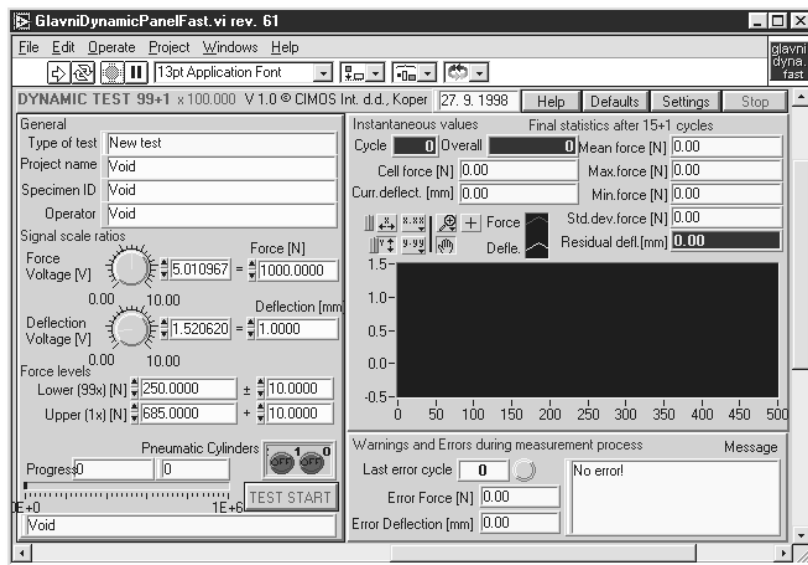 GlavniDynamicPanelFast.vi rev. 61
File Edit Operate Project Windows Help
glavni
dyna.
fast
13pt Application Font
DYNAMIC TEST 99+1 x 100.000 V 1.0 © CIMOS Int. d.d., Koper 27. 9. 1998 Help Defaults Settings Stop
General
Type of test New test
Project name Void
Specimen ID Void
Operator Void
Signal scale ratios
Force
Voltage [V] 5.010967 = Force [N] 1000.0000
0.00 10.00
Deflection
Voltage [V] 1.520620 = Deflection [mm 1.0000
0.00 10.00
Force levels
Lower (99x) [N] 250.0000 ± 10.0000
Upper (1x) [N] 685.0000 + 10.0000
Pneumatic Cylinders 1 0
OFF OFF
Progress 0 0
0E+0 1E+6
TEST START
Void
Instantaneous values Final statistics after 15+1 cycles
Cycle 0 Overall 0 Mean force [N] 0.00
Cell force [N] 0.00 Max.force [N] 0.00
Curr.deflect. [mm] 0.00 Min.force [N] 0.00
Std.dev.force [N] 0.00
Residual defl.[mm] 0.00
X x.xx Force
Y y.yy Defle.
1.5
1.0
0.5
0.0
-0.5
0 50 100 150 200 250 300 350 400 450 500
Warnings and Errors during measurement process Message
Last error cycle 0 No error!
Error Force [N] 0.00
Error Deflection [mm] 0.00